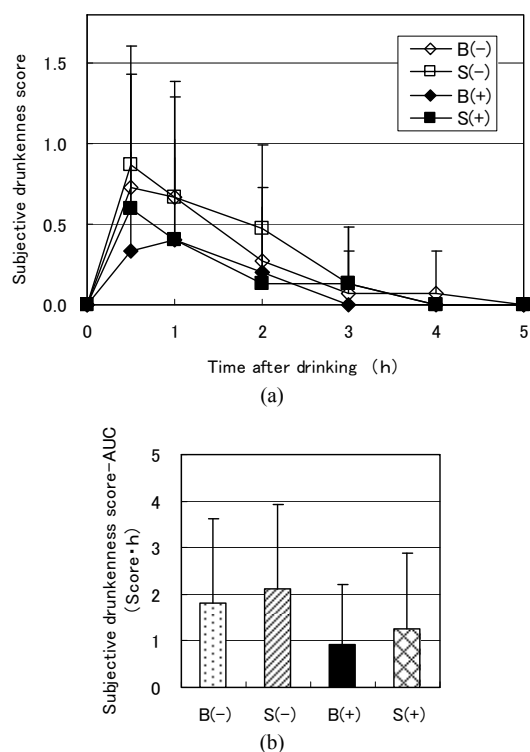 Subjective drunkennes score
1.5
1.0
0.5
0.0
B(-)
S(-)
B(+)
S(+)
0 1 2 3 4 5
Time after drinking (h)
(a)
Subjective drunkenness score-AUC
(Score・h)
5
4
3
2
1
0
B(-) S(-) B(+) S(+)
(b)